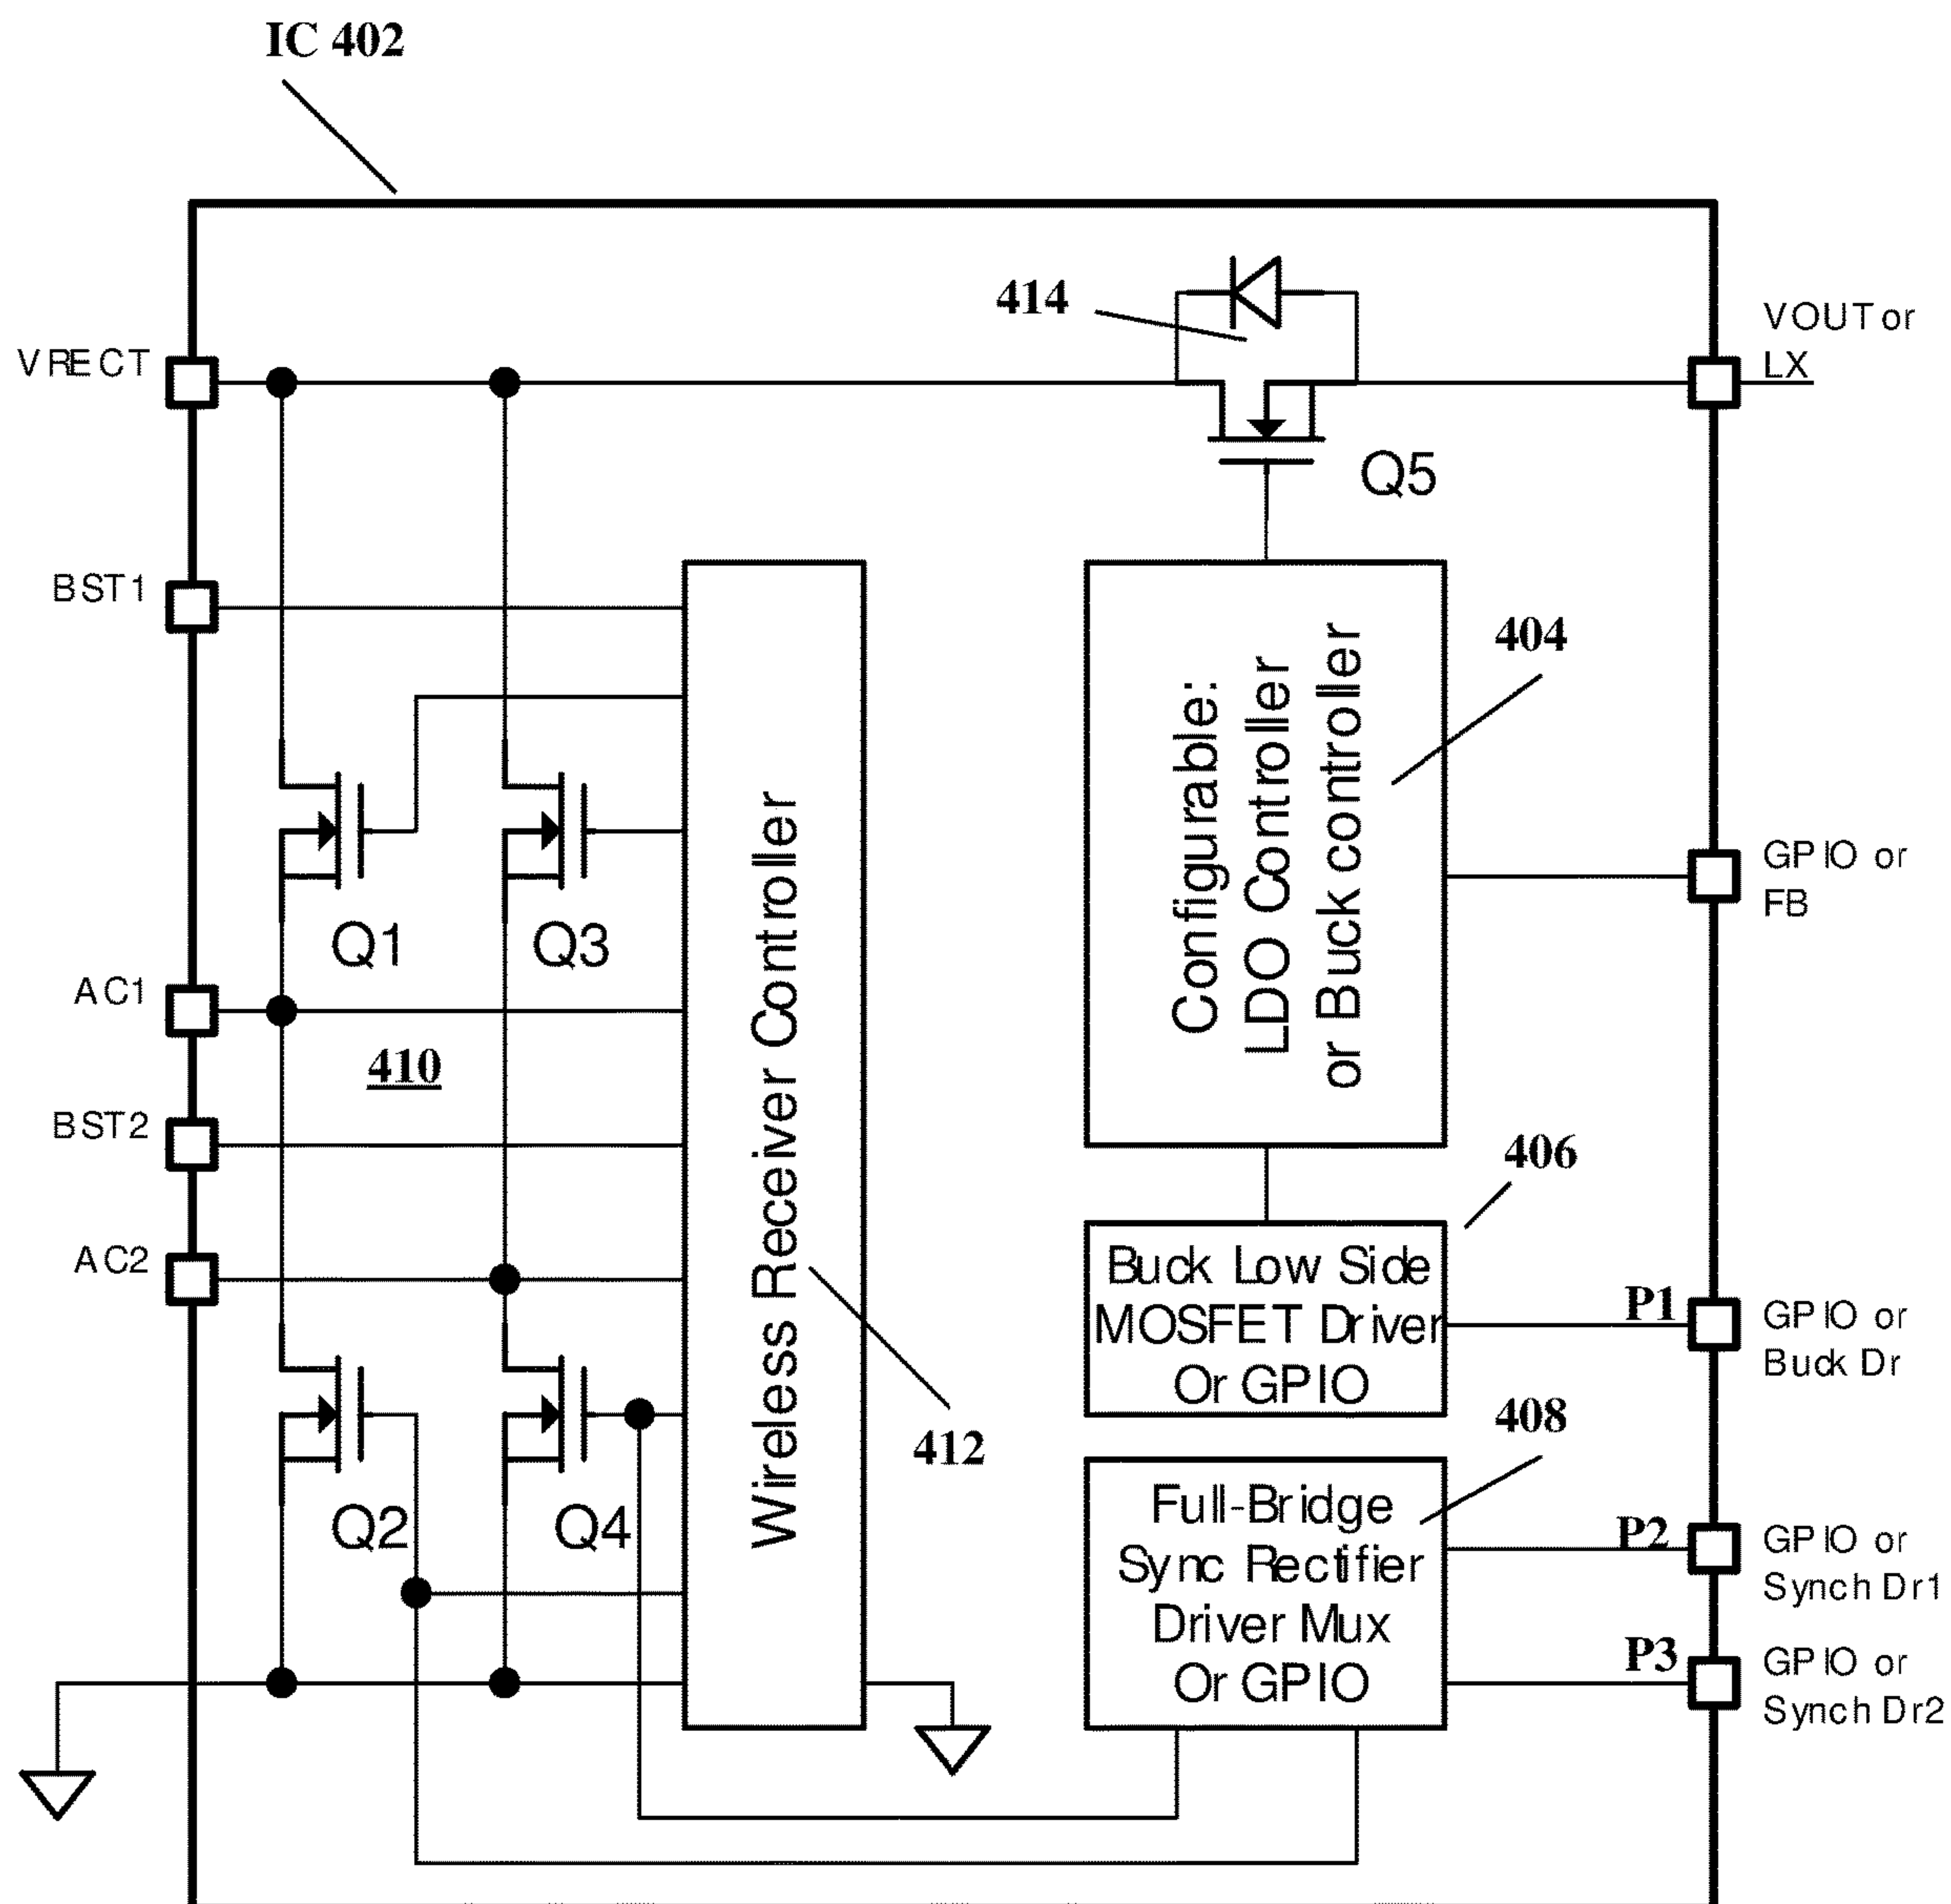 IC 402
414
VOUT or
LX
VRECT
Q5
BST1
404
Configurable:
LDO Controller
or Buck controller
Wireless Receiver Controller
GPIO or
FB
Q1
Q3
AC1
410
BST2
406
AC2
Buck Low Side
MOSFET Driver
Or GPIO
P1
GPIO or
Buck Dr
412
408
Q2
Q4
Full-Bridge
Sync Rectifier
Driver Mux
Or GPIO
P2
GPIO or
Synch Dr1
P3
GPIO or
Synch Dr2